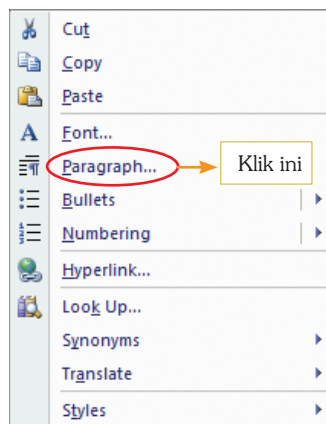 Cut
Copy
Paste
Font...
Paragraph...
Klik ini
Bullets
Numbering
Hyperlink...
Look Up...
Synonyms
Translate
Styles